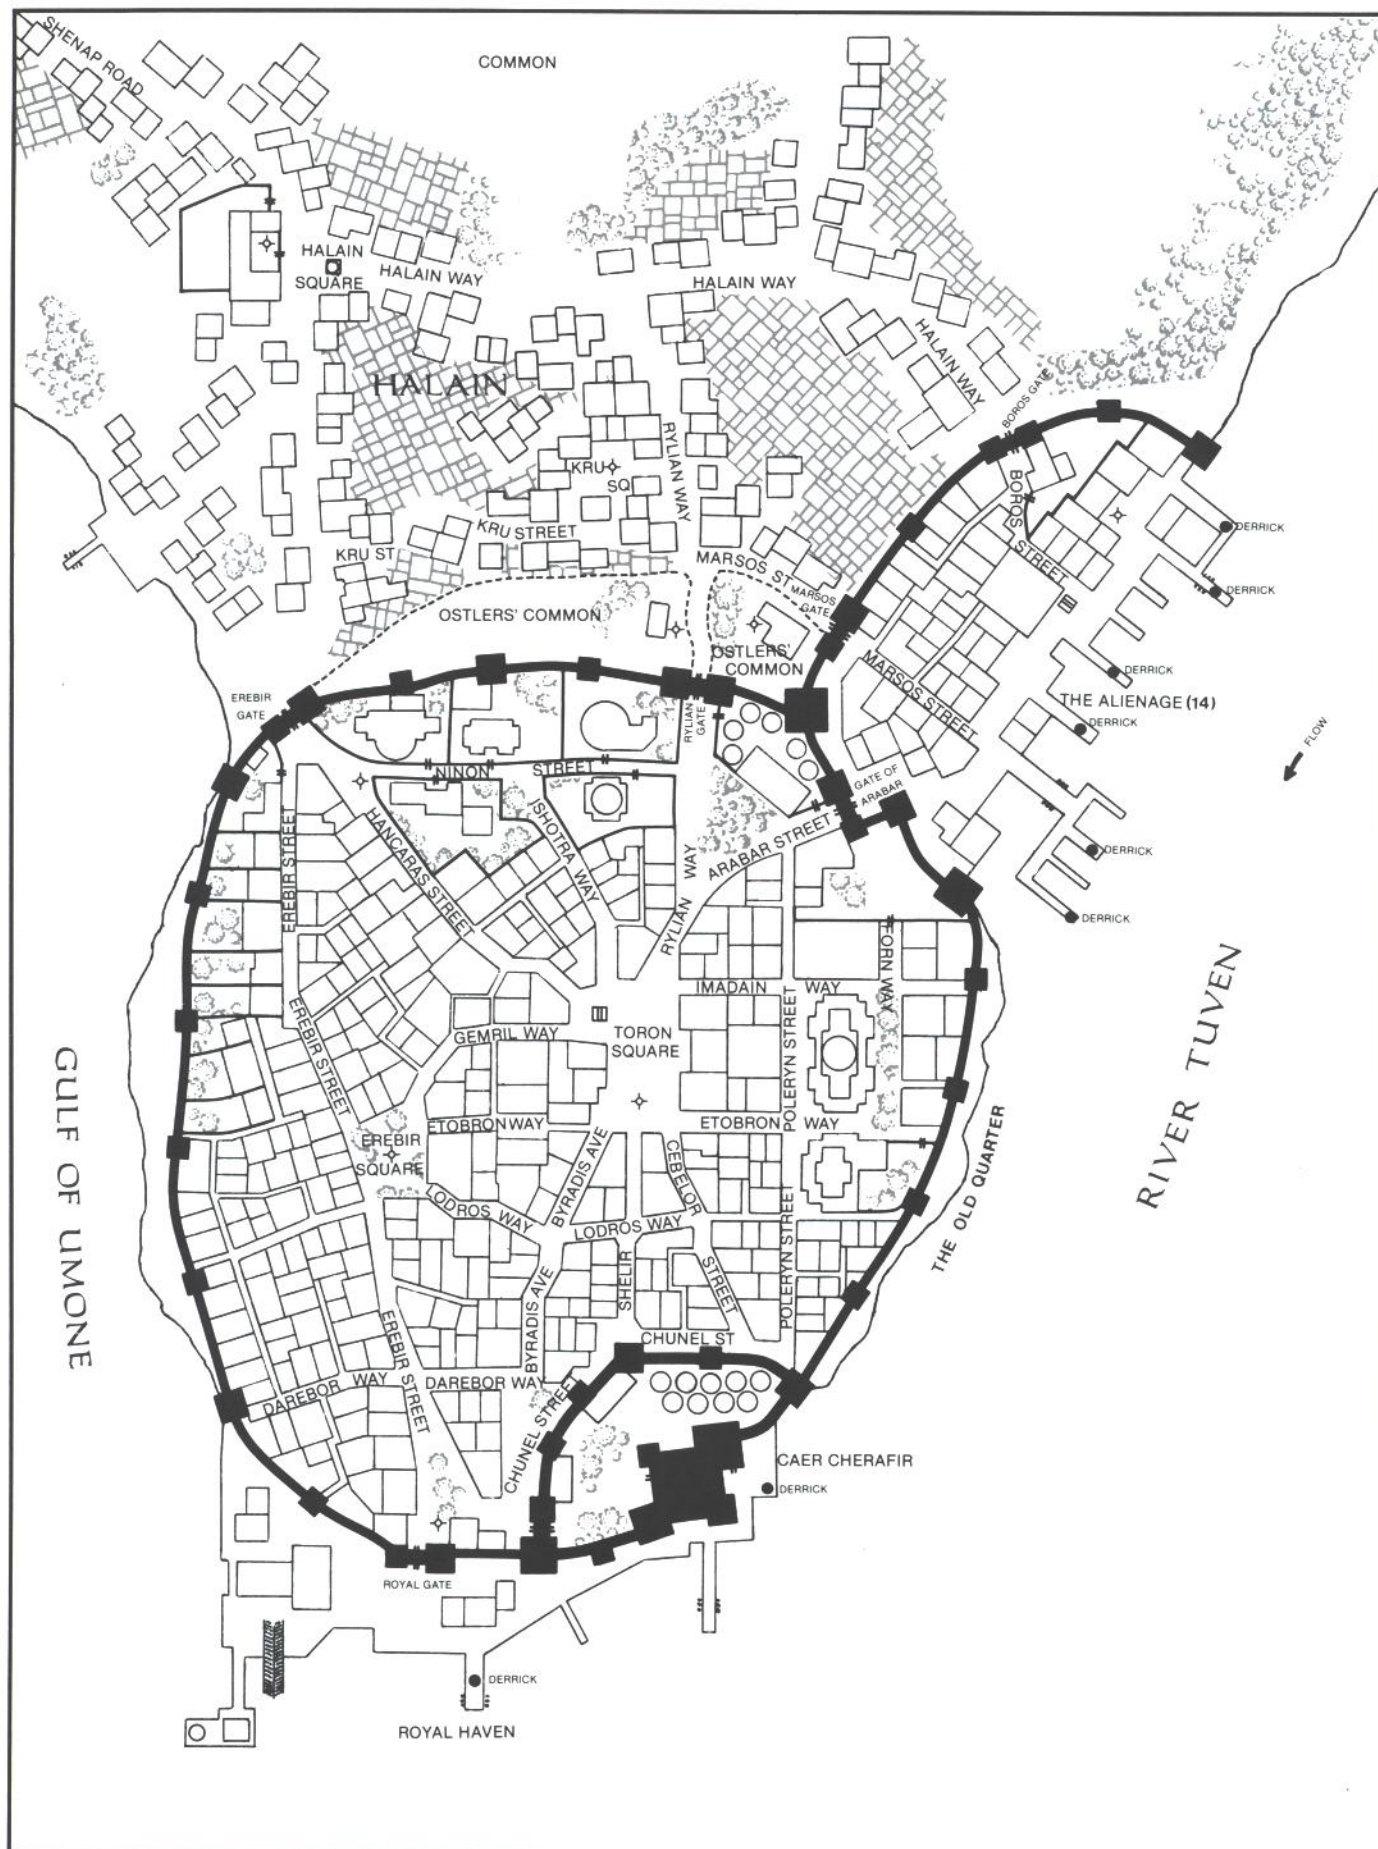 SHENAP ROAD
COMMON
HALAIN
SQUARE
HALAIN WAY
HALAIN WAY
HALAIN WAY
HALAIN
BOROS GATE
RYLIAN WAY
KRU
SQ
KRU STREET
KRU ST
BOROS
STREET
DERRICK
DERRICK
MARSOS ST
MARSOS
GATE
OSTLERS' COMMON
OSTLERS'
COMMON
MARSOS STREET
DERRICK
THE ALIENAGE (14)
DERRICK
FLOW
EREBIR
GATE
RYLIAN
GATE
NINON
STREET
GATE OF
ARABAR
EREBIR STREET
HANCARAS STREET
ISHOTRA WAY
RYLIAN WAY
ARABAR STREET
DERRICK
DERRICK
FORN WAY
IMADAIN WAY
EREBIR STREET
GEMRIL WAY
TORON
SQUARE
POLERYN STREET
RIVER TUVEN
GULF OF UMONE
ETOBRON WAY
ETOBRON WAY
EREBIR
SQUARE
BYRADIS AVE
CEBELOR
THE OLD QUARTER
LODROS WAY
LODROS WAY
POLERYN STREET
SHELIR
STREET
BYRADIS AVE
EREBIR STREET
CHUNEL ST
DAREBOR WAY
DAREBOR WAY
CHUNEL STREET
CAER CHERAFIR
DERRICK
ROYAL GATE
DERRICK
ROYAL HAVEN